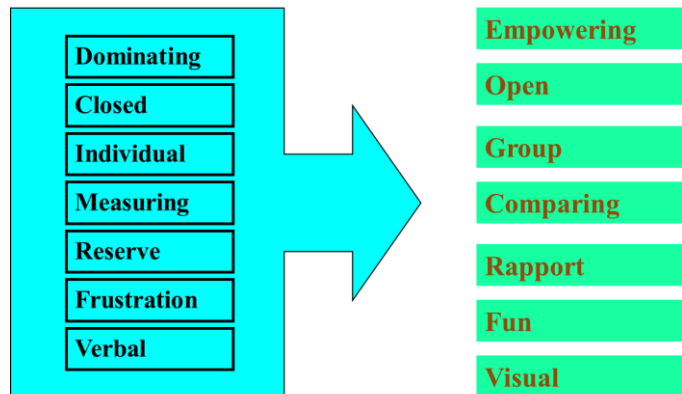 Dominating
Closed
Individual
Measuring
Reserve
Frustration
Verbal
Empowering
Open
Group
Comparing
Rapport
Fun
Visual